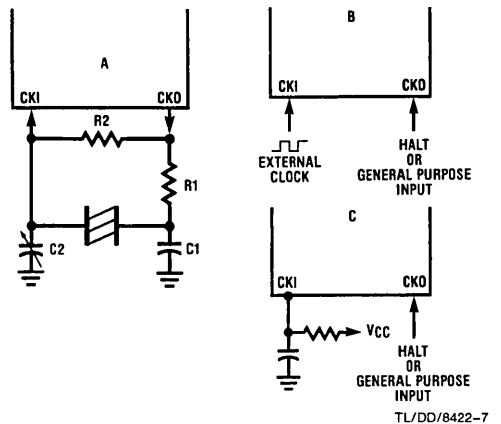 A
CKI
CKO
R2
R1
C2
C1
B
CKI
CKO
EXTERNAL
CLOCK
HALT
OR
GENERAL PURPOSE
INPUT
C
CKI
CKO
VCC
HALT
OR
GENERAL PURPOSE
INPUT
TL/DD/8422-7